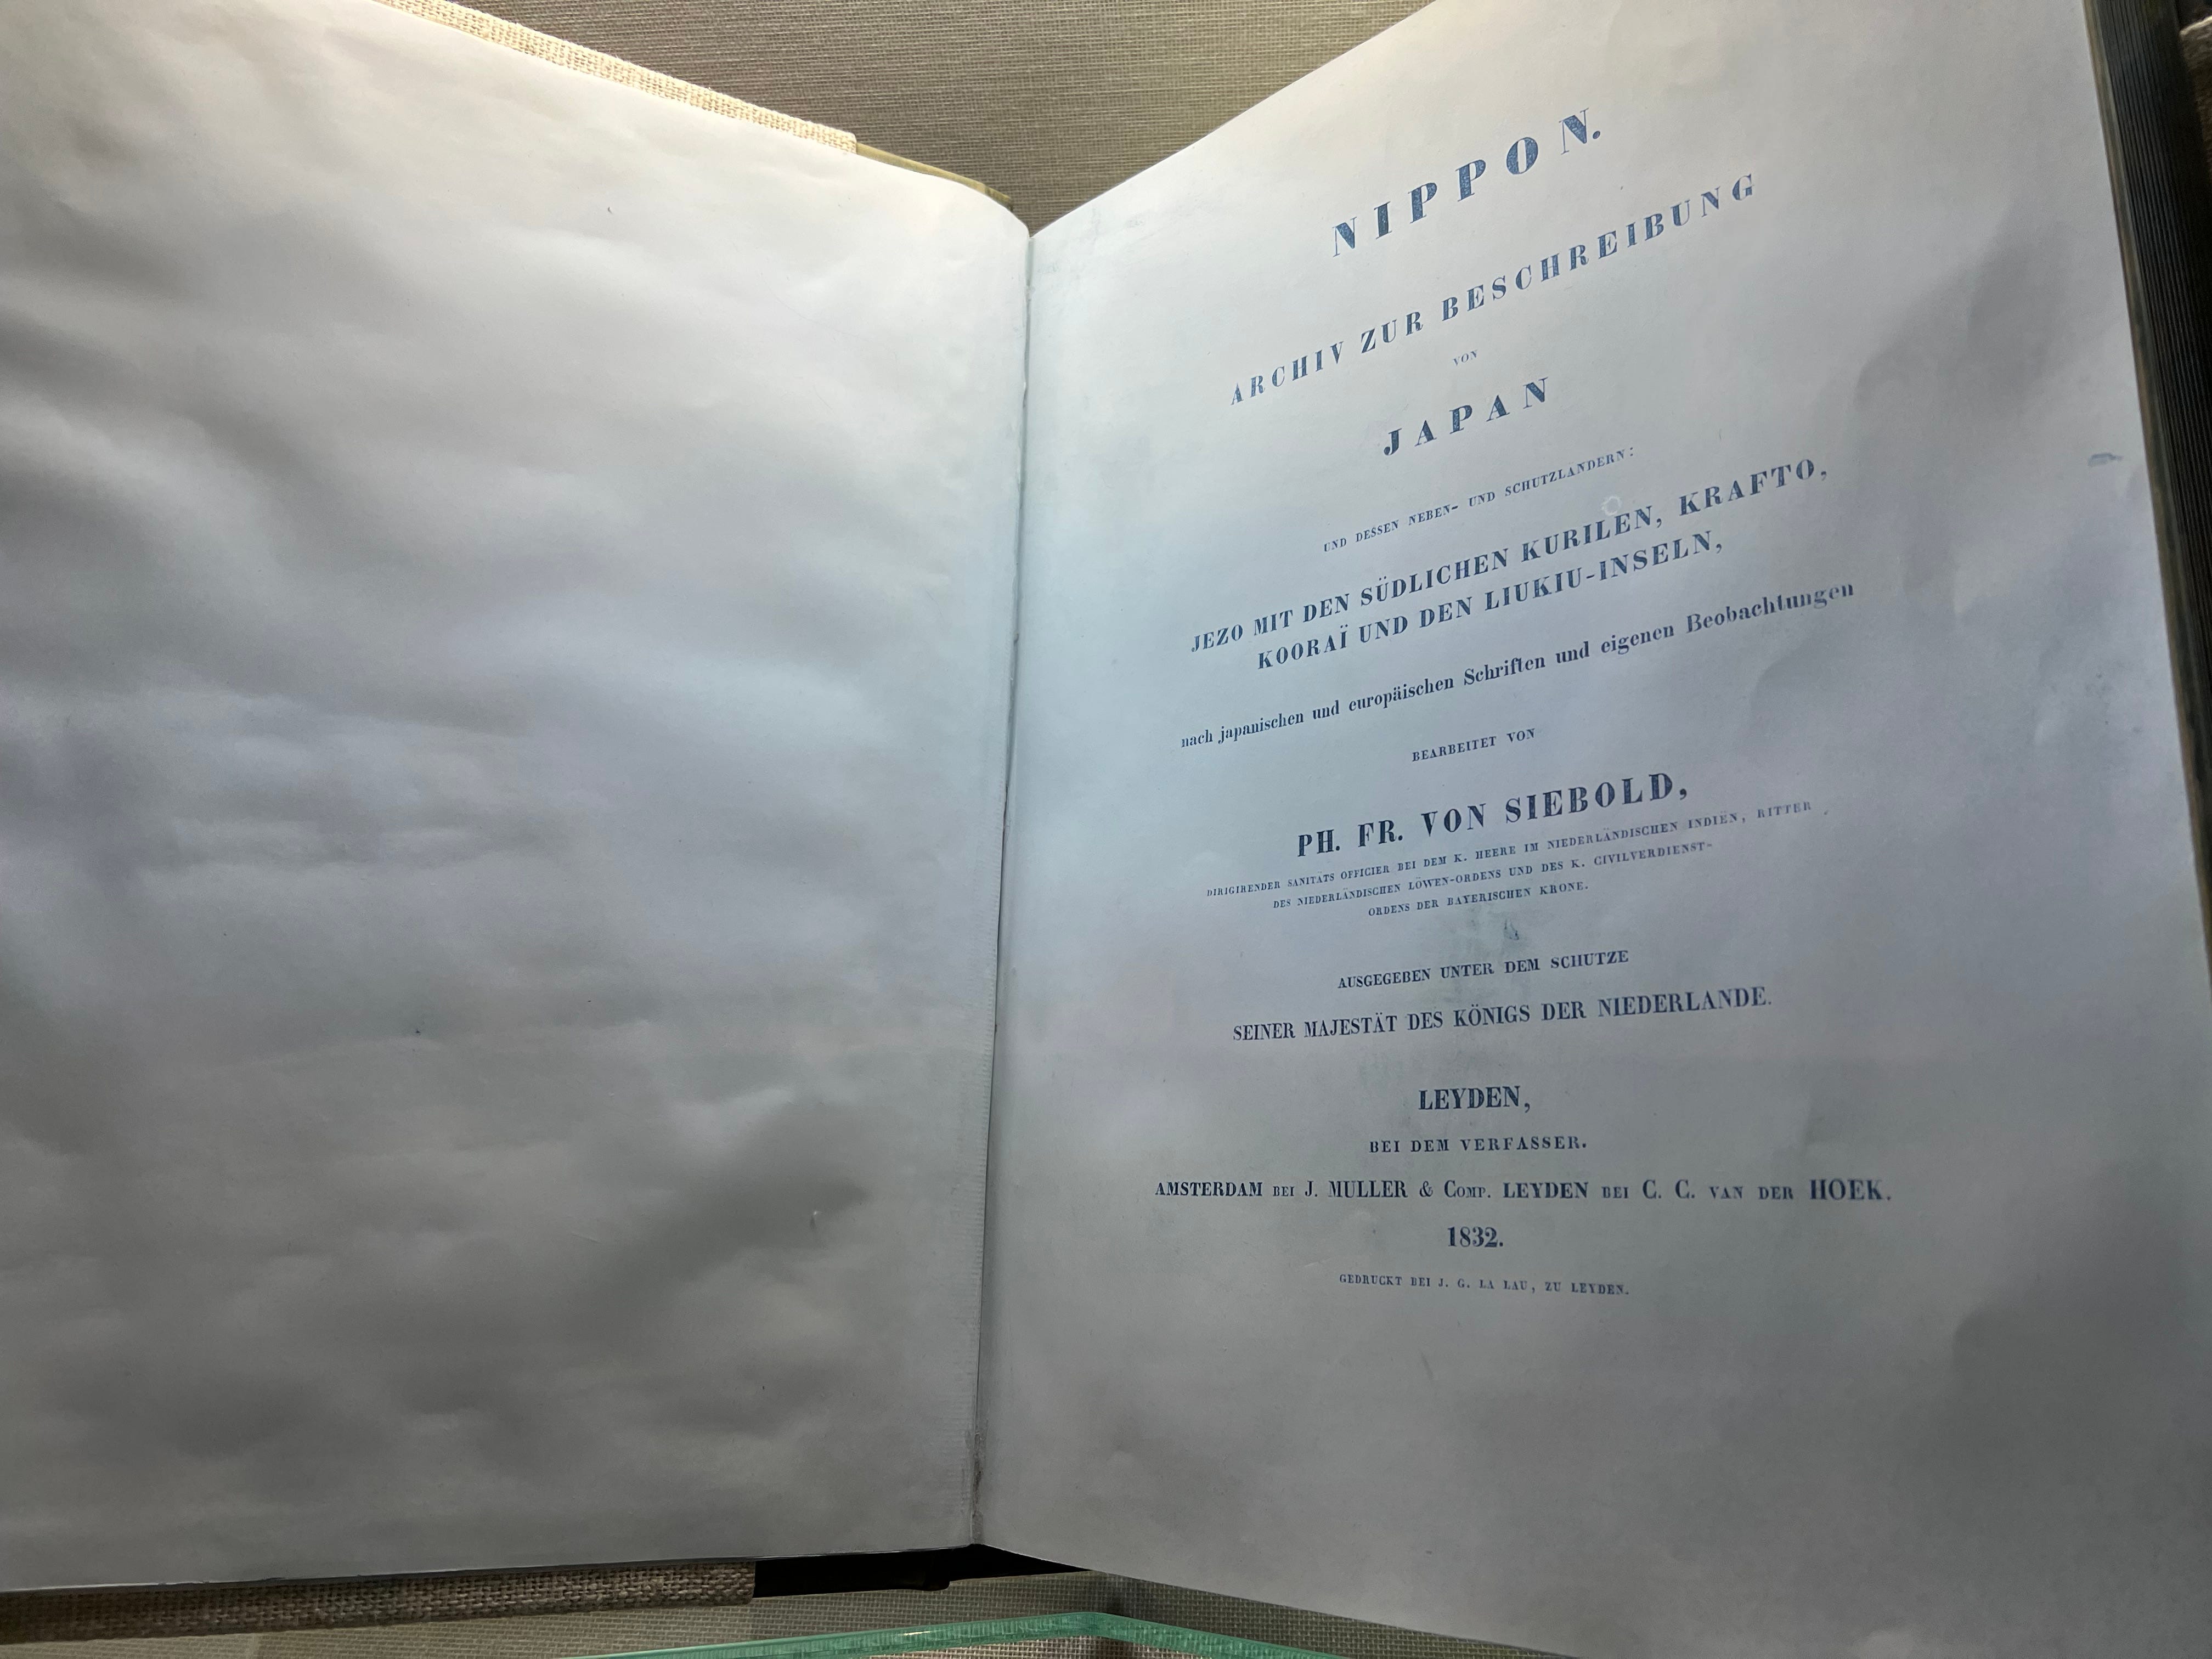 NIPPON.
ARCHIV ZUR BESCHREIBUNG
VON
JAPAN
UND DESSEN NEBEN- UND SCHUTZLANDERN:
JEZO MIT DEN SÜDLICHEN KURILEN, KRAFTO,
KOORAÏ UND DEN LIUKIU-INSELN,
nach japanischen und europäischen Schriften und eigenen Beobachtungen
BEARBEITET VON
PH. FR. VON SIEBOLD,
DIRIGIRENDER SANITÄTS OFFICIER BEI DEM K. HEERE IM NIEDERLÄNDISCHEN INDIEN, RITTER
DES NIEDERLÄNDISCHEN LÖWEN-ORDENS UND DES K. CIVILVERDIENST-
ORDENS DER BAYERISCHEN KRONE.
AUSGEGEBEN UNTER DEM SCHUTZE
SEINER MAJESTÄT DES KÖNIGS DER NIEDERLANDE.
LEYDEN,
BEI DEM VERFASSER.
AMSTERDAM BEI J. MULLER & COMP. LEYDEN BEI C. C. VAN DER HOEK.
1832.
GEDRUCKT BEI J. G. LA LAU, ZU LEYDEN.